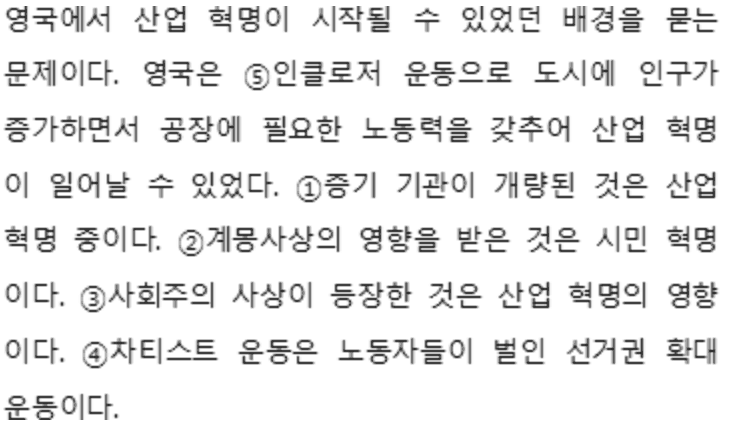 영국에서 산업 혁명이 시작될 수 있었던 배경을 묻는
문제이다. 영국은 ⑤인클로저 운동으로 도시에 인구가
증가하면서 공장에 필요한 노동력을 갖추어 산업 혁명
이 일어날 수 있었다. ①증기 기관이 개량된 것은 산업
혁명 중이다. ②계몽사상의 영향을 받은 것은 시민 혁명
이다. ③사회주의 사상이 등장한 것은 산업 혁명의 영향
이다. ④차티스트 운동은 노동자들이 벌인 선거권 확대
운동이다.